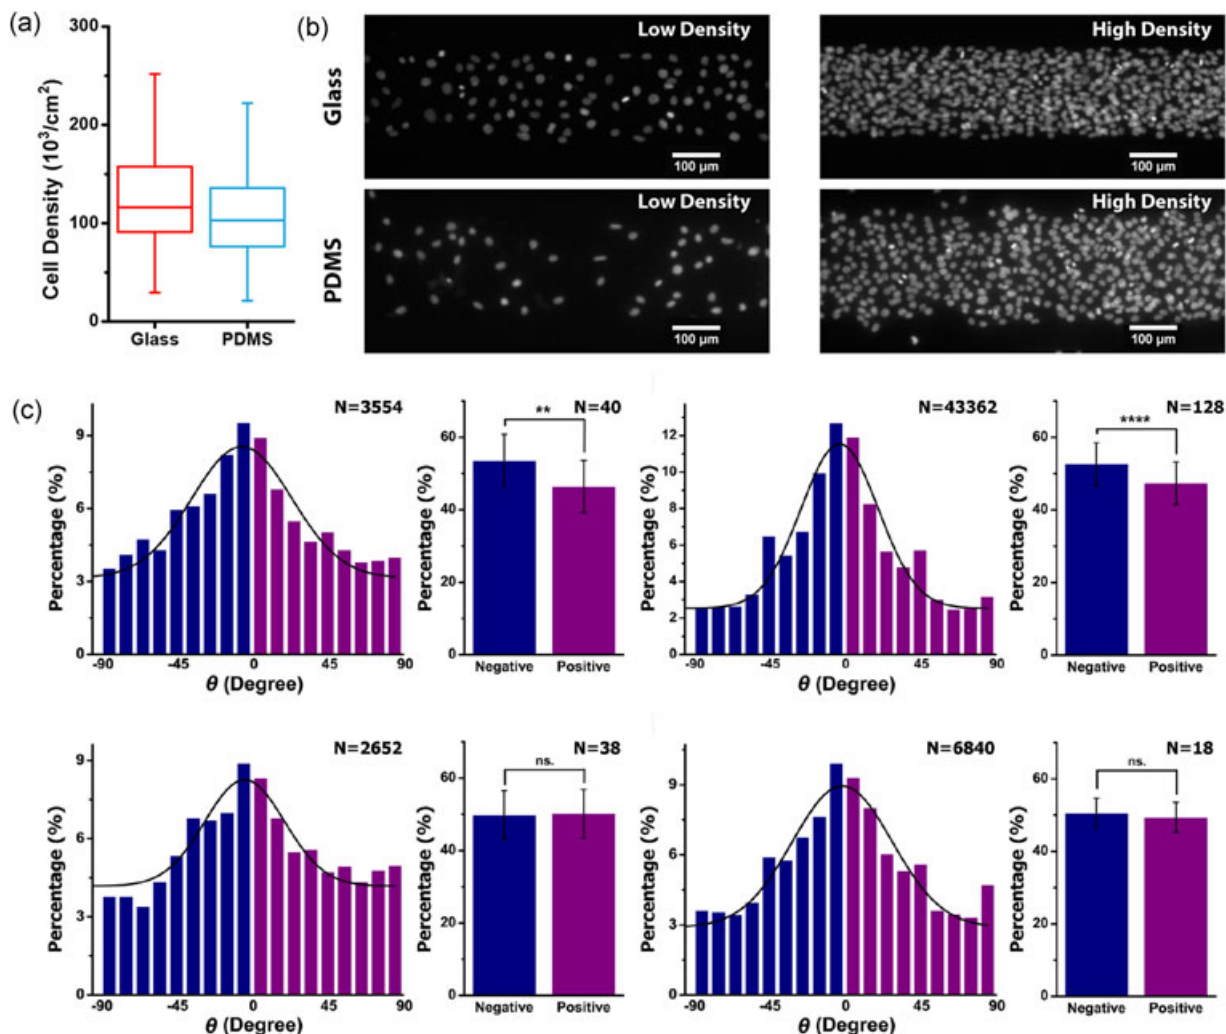 (a)
300
200
100
0
Cell Density (10³/cm²)
Glass
PDMS
(b)
Glass
PDMS
Low Density
100 µm
High Density
100 µm
Low Density
100 µm
High Density
100 µm
(c)
N=3554
9
6
3
0
Percentage (%)
-90 -45 0 45 90
θ (Degree)
N=40
**
60
40
20
0
Percentage (%)
Negative Positive
N=43362
12
10
8
6
4
2
0
Percentage (%)
-90 -45 0 45 90
θ (Degree)
N=128
****
60
40
20
0
Percentage (%)
Negative Positive
N=2652
9
6
3
0
Percentage (%)
-90 -45 0 45 90
θ (Degree)
N=38
ns.
60
40
20
0
Percentage (%)
Negative Positive
N=6840
9
6
3
0
Percentage (%)
-90 -45 0 45 90
θ (Degree)
N=18
ns.
60
40
20
0
Percentage (%)
Negative Positive